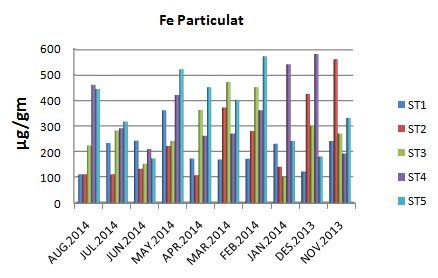 Fe Particulat
µg/gm
600
500
400
300
200
100
0
AUG.2014
JUL.2014
JUN.2014
MAY.2014
APR.2014
MAR.2014
FEB.2014
JAN.2014
DES.2013
NOV.2013
ST1
ST2
ST3
ST4
ST5